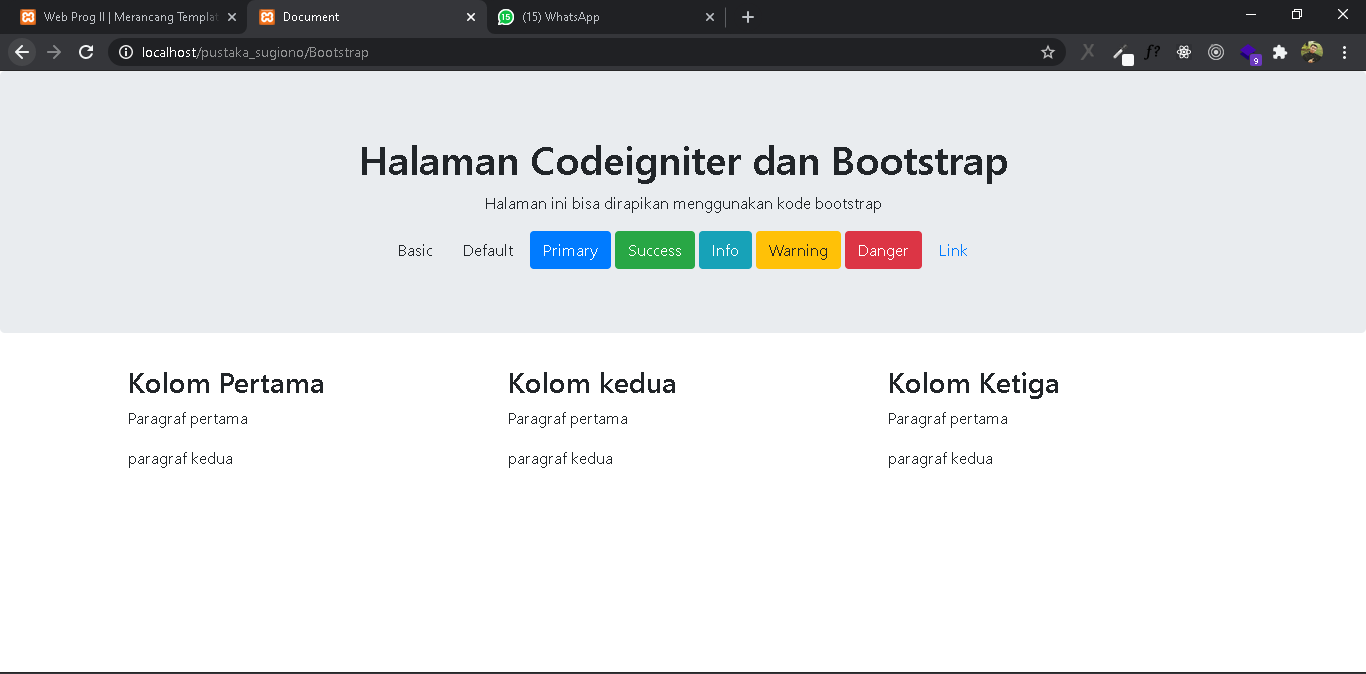 Web Prog II | Merancang Templat
Document
(15) WhatsApp
localhost/pustaka_sugiono/Bootstrap
f?
9
Halaman Codeigniter dan Bootstrap
Halaman ini bisa dirapikan menggunakan kode bootstrap
Basic Default Primary Success Info Warning Danger Link
Kolom Pertama Kolom kedua Kolom Ketiga
Paragraf pertama Paragraf pertama Paragraf pertama
paragraf kedua paragraf kedua paragraf kedua